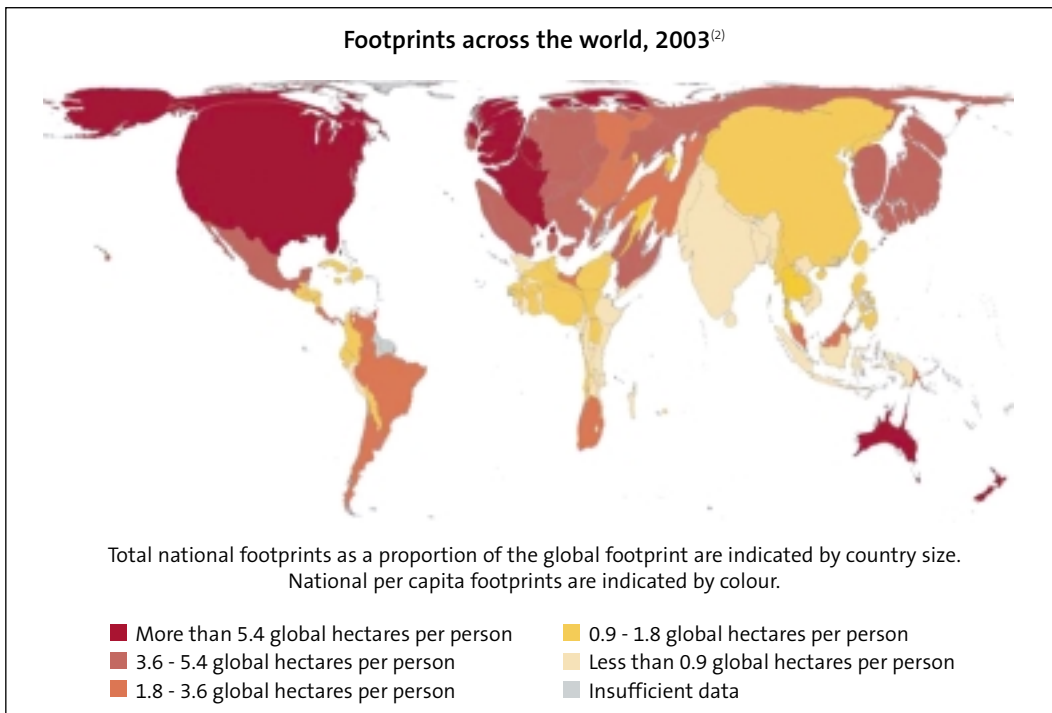 Footprints across the world, 2003(2)
Total national footprints as a proportion of the global footprint are indicated by country size.
National per capita footprints are indicated by colour.
More than 5.4 global hectares per person
3.6 - 5.4 global hectares per person
1.8 - 3.6 global hectares per person
0.9 - 1.8 global hectares per person
Less than 0.9 global hectares per person
Insufficient data